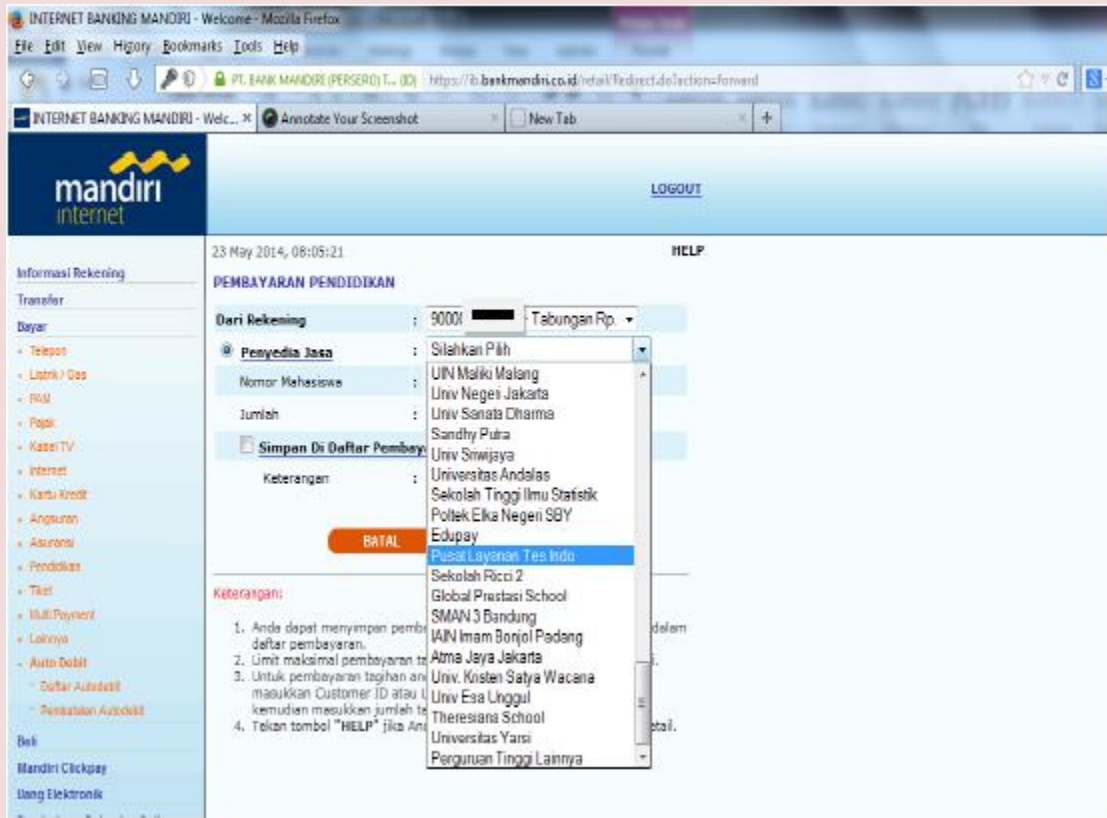 INTERNET BANKING MANDIRI - Welcome - Mozilla Firefox
File Edit View History Bookmarks Tools Help
PT. BANK MANDIRI (PERSERO) T... (ID) https://ib.bankmandiri.co.id/retail/Redirect.do?action=forward
INTERNET BANKING MANDIRI - Welc... Annotate Your Screenshot New Tab
mandiri
internet
LOGOUT
23 May 2014, 08:05:21 HELP
PEMBAYARAN PENDIDIKAN
Informasi Rekening
Transfer
Bayar
Telepon
Listrik / Gas
PAM
Pajak
Kabel TV
Internet
Kartu Kredit
Angsuran
Asuransi
Pendidikan
Tiket
Multi Payment
Lainnya
Auto Debit
Daftar Autodebit
Pembatalan Autodebit
Beli
Mandiri Clickpay
Uang Elektronik
Dari Rekening : 9000 Tabungan Rp.
Penyedia Jasa : Silahkan Pilih
Nomor Mahasiswa :
Jumlah :
Simpan Di Daftar Pembay
Keterangan :
BATAL
UIN Maliki Malang
Univ Negeri Jakarta
Univ Sanata Dharma
Sandhy Putra
Univ Sriwijaya
Universitas Andalas
Sekolah Tinggi Ilmu Statistik
Poltek Elka Negeri SBY
Edupay
Pusat Layanan Tes Indo
Sekolah Ricci 2
Global Prestasi School
SMAN 3 Bandung
IAIN Imam Bonjol Padang
Atma Jaya Jakarta
Univ. Kristen Satya Wacana
Univ Esa Unggul
Theresiana School
Universitas Yarsi
Perguruan Tinggi Lainnya
Keterangan:
1. Anda dapat menyimpan pemb dalam
daftar pembayaran.
2. Limit maksimal pembayaran ta i.
3. Untuk pembayaran tagihan an
masukkan Customer ID atau
kemudian masukkan jumlah ta
4. Tekan tombol "HELP" jika An etail.